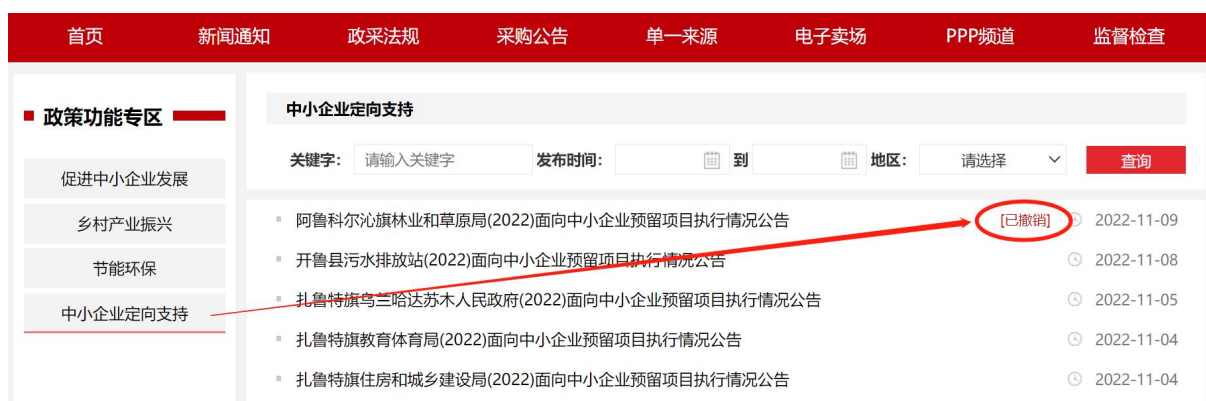 首页 新闻通知 政采法规 采购公告 单一来源 电子卖场 PPP频道 监督检查
政策功能专区
促进中小企业发展
乡村产业振兴
节能环保
中小企业定向支持
中小企业定向支持
关键字： 请输入关键字 发布时间： 到 地区： 请选择 查询
阿鲁科尔沁旗林业和草原局(2022)面向中小企业预留项目执行情况公告 [已撤销] 2022-11-09
开鲁县污水排放站(2022)面向中小企业预留项目执行情况公告 2022-11-08
扎鲁特旗乌兰哈达苏木人民政府(2022)面向中小企业预留项目执行情况公告 2022-11-05
扎鲁特旗教育体育局(2022)面向中小企业预留项目执行情况公告 2022-11-04
扎鲁特旗住房和城乡建设局(2022)面向中小企业预留项目执行情况公告 2022-11-04